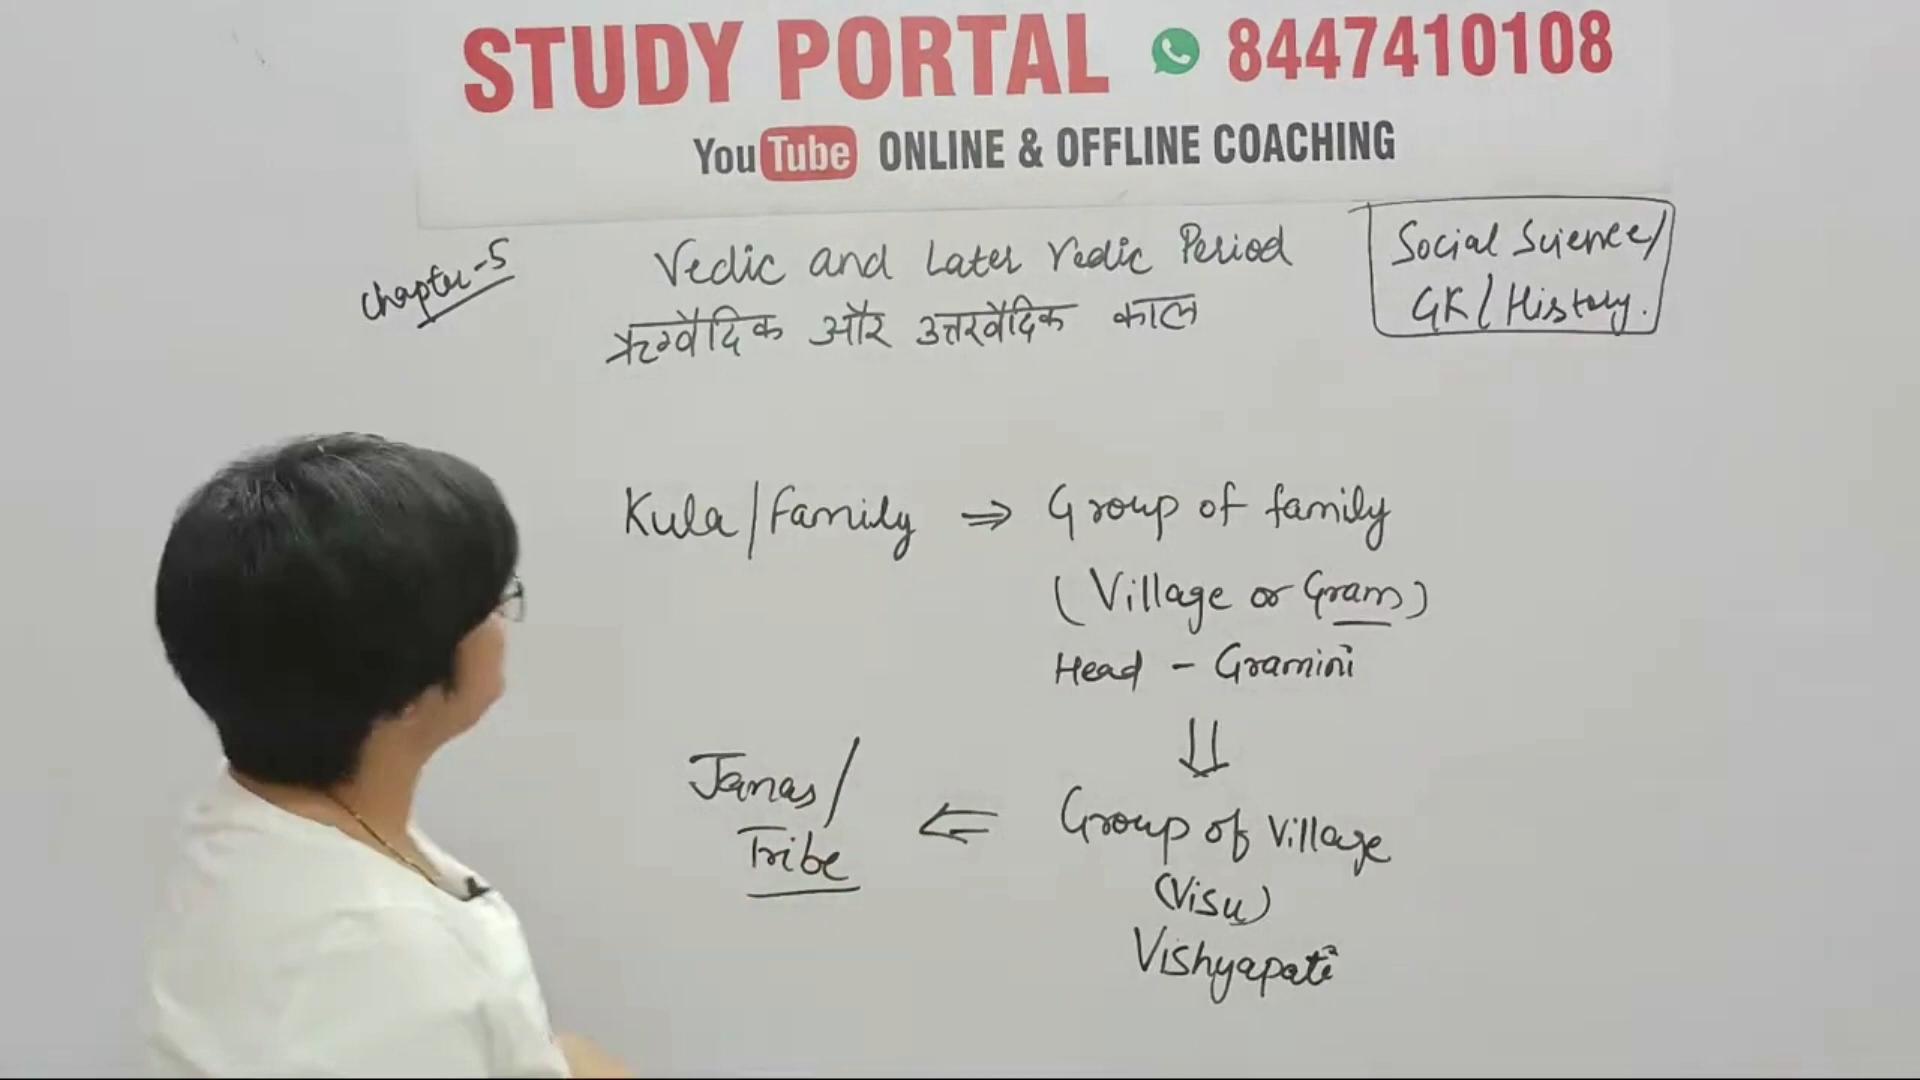 STUDY PORTAL 8447410108
YouTube ONLINE & OFFLINE COACHING
Chapter-5
Vedic and Later Vedic Period
ऋग्वैदिक और उत्तरवैदिक काल
Social Science/
GK/History.
Kula/Family ⇒ Group of family
(Village or Gram)
Head - Gramini
⇓
Janas/
Tribe
⇐ Group of Village
(Visu)
Vishyapati